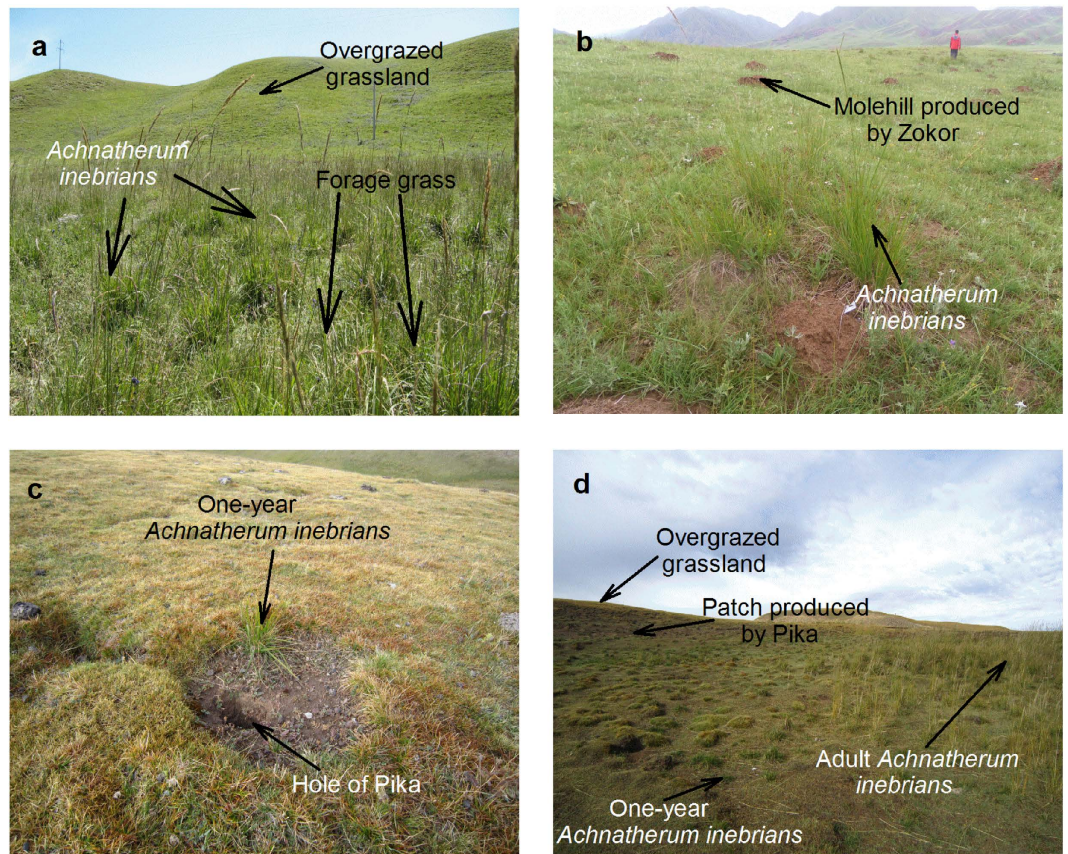 a
Overgrazed
grassland
Achnatherum
inebrians
Forage grass
b
Molehill produced
by Zokor
Achnatherum
inebrians
c
One-year
Achnatherum inebrians
Hole of Pika
d
Overgrazed
grassland
Patch produced
by Pika
Adult Achnatherum
inebrians
One-year
Achnatherum inebrians